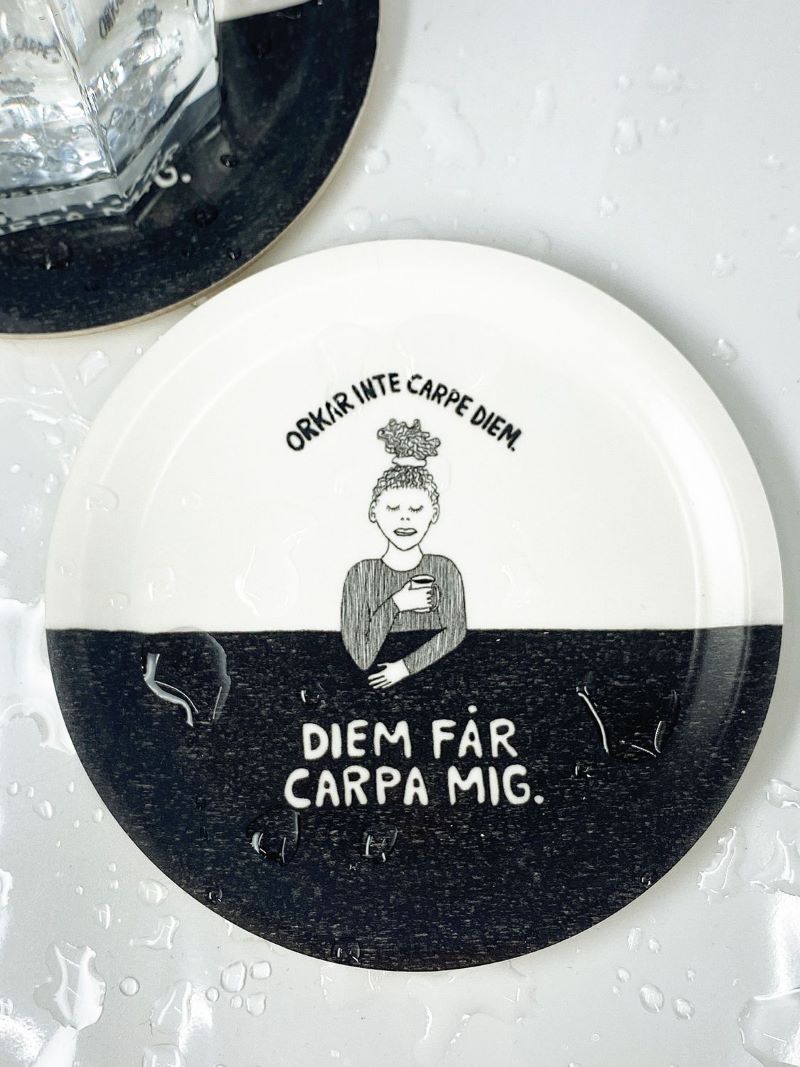 ORKAR INTE CARPE DIEM.
DIEM FÅR
CARPA MIG.